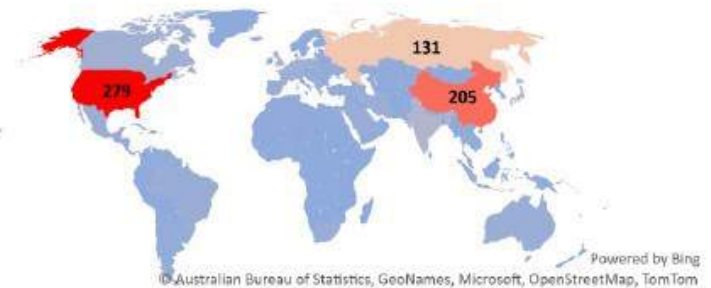 131
279
205
Powered by Bing
© Australian Bureau of Statistics, GeoNames, Microsoft, OpenStreetMap, TomTom